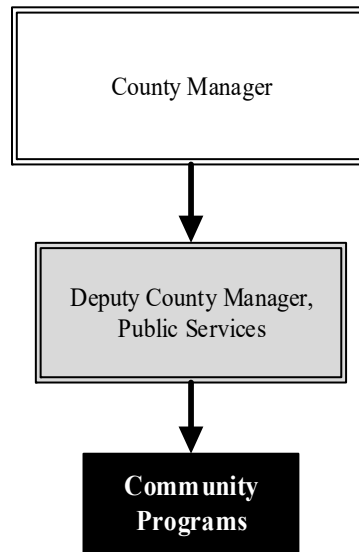 County Manager
Deputy County Manager,
Public Services
Community
Programs